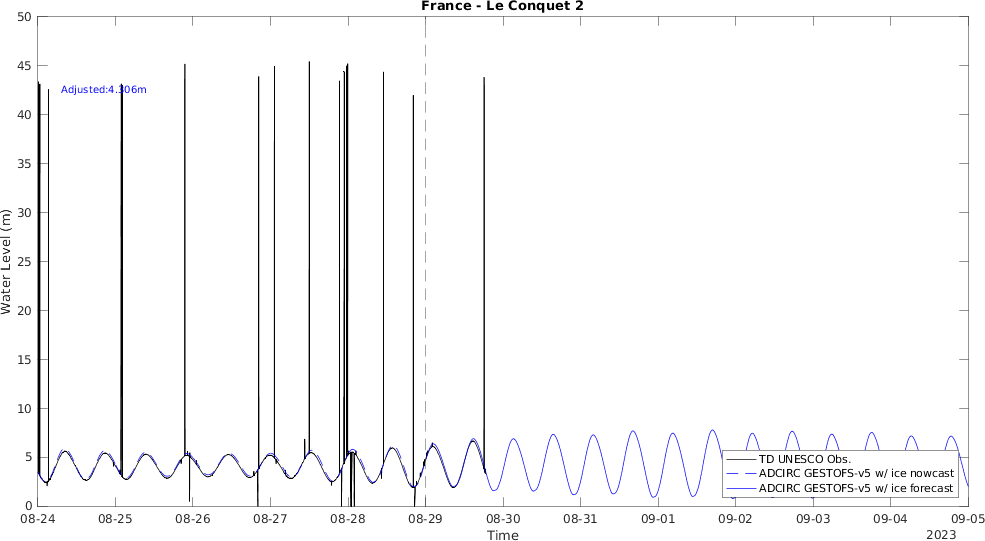 France - Le Conquet 2
50
45
40
35
30
25
20
15
10
5
0
Water Level (m)
Adjusted:4.306m
TD UNESCO Obs.
ADCIRC GESTOFS-v5 w/ ice nowcast
ADCIRC GESTOFS-v5 w/ ice forecast
08-24 08-25 08-26 08-27 08-28 08-29 08-30 08-31 09-01 09-02 09-03 09-04 09-05
Time
2023